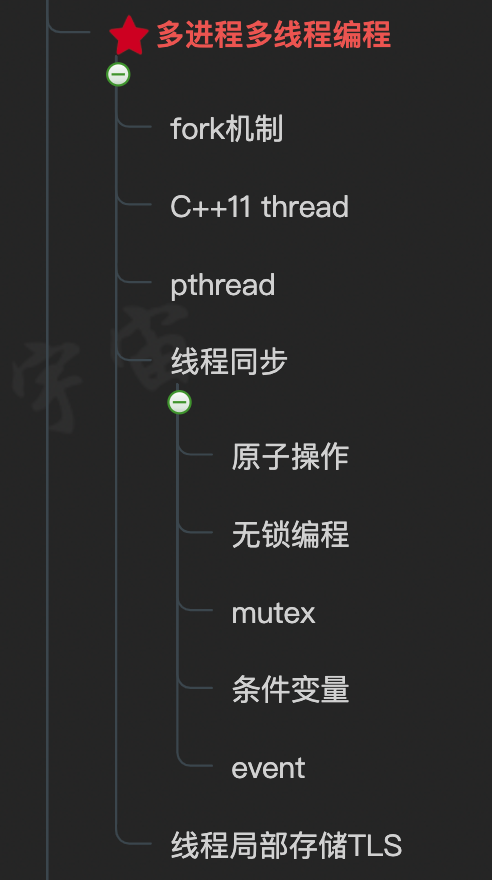 多进程多线程编程
fork机制
C++11 thread
pthread
线程同步
原子操作
无锁编程
mutex
条件变量
event
线程局部存储TLS
宇宙